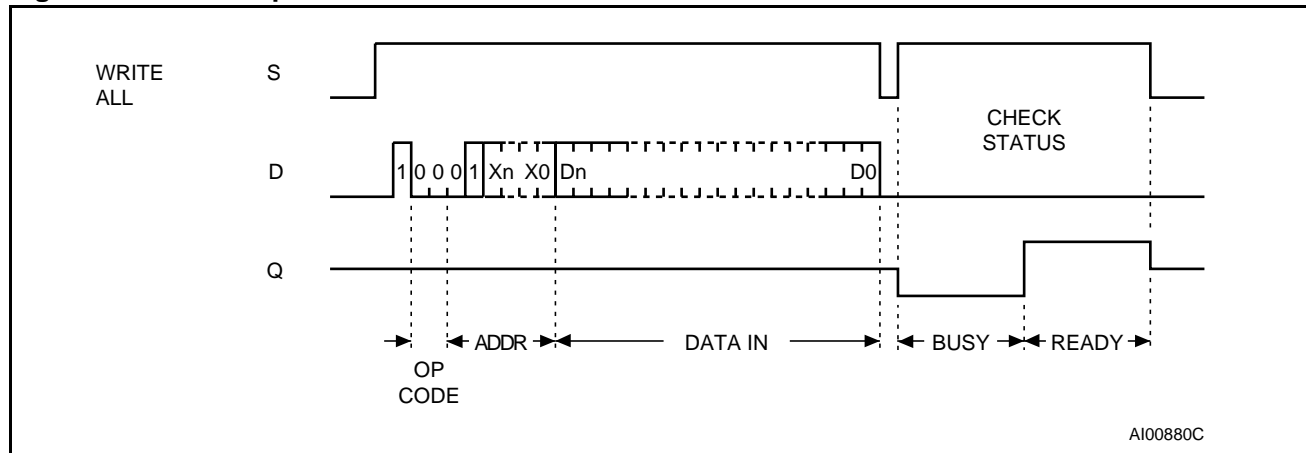 WRITE
ALL
S
CHECK
STATUS
D
1 0 0 0 1 Xn X0 Dn D0
Q
ADDR
DATA IN
BUSY
READY
OP
CODE
AI00880C